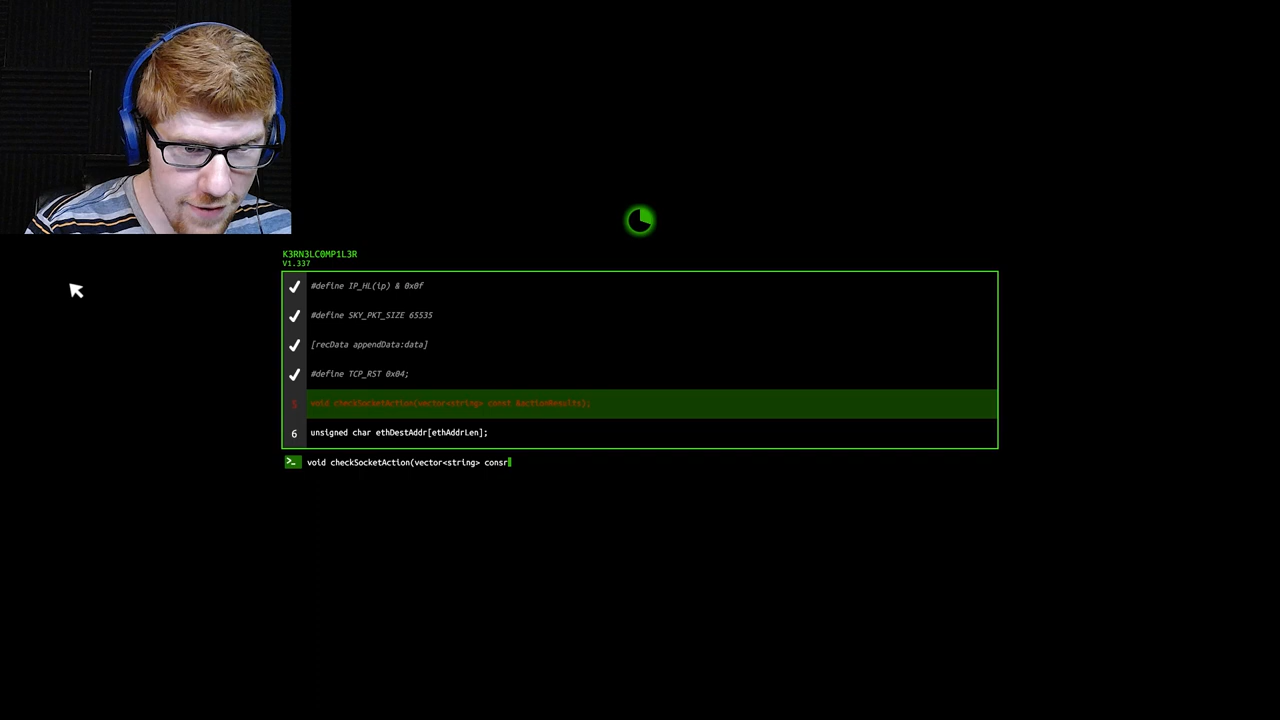 K3RN3LC0MP1L3R
V1.337
#define IP_HL(ip) & 0x0f
#define SKY_PKT_SIZE 65535
[recData appendData:data]
#define TCP_RST 0x04;
5 void checkSocketAction(vector<string> const &actionResults);
6 unsigned char ethDestAddr[ethAddrLen];
>_ void checkSocketAction(vector<string> consr